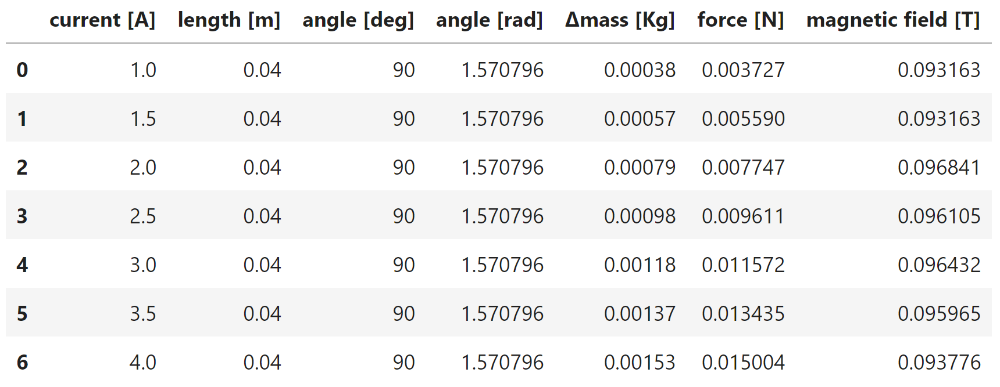 current [A] length [m] angle [deg] angle [rad] Δmass [Kg] force [N] magnetic field [T]
0 1.0 0.04 90 1.570796 0.00038 0.003727 0.093163
1 1.5 0.04 90 1.570796 0.00057 0.005590 0.093163
2 2.0 0.04 90 1.570796 0.00079 0.007747 0.096841
3 2.5 0.04 90 1.570796 0.00098 0.009611 0.096105
4 3.0 0.04 90 1.570796 0.00118 0.011572 0.096432
5 3.5 0.04 90 1.570796 0.00137 0.013435 0.095965
6 4.0 0.04 90 1.570796 0.00153 0.015004 0.093776